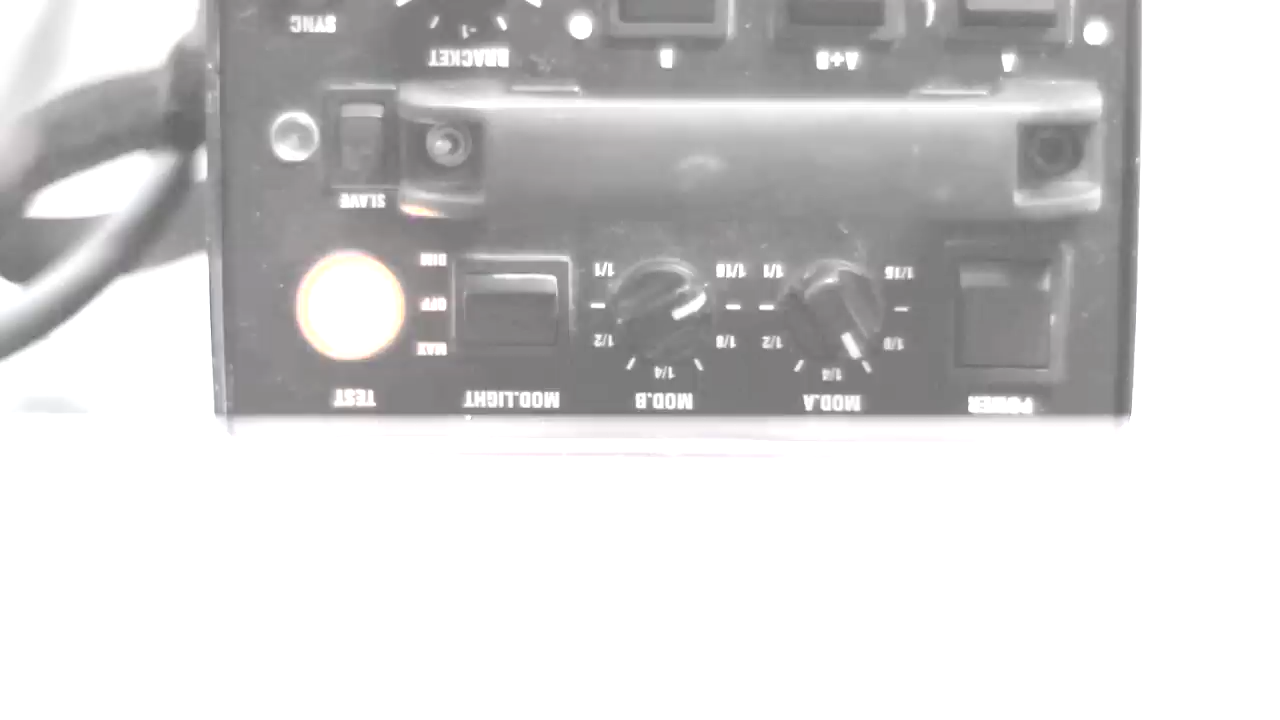 POWER MOD.A MOD.B MOD.LIGHT TEST
1/4 1/4
1/8 1/2 1/8 1/2 MAX
OFF
1/16 1/1 1/16 1/1 DIM
SLAVE
A A+B B BRACKET
-1 SYNC